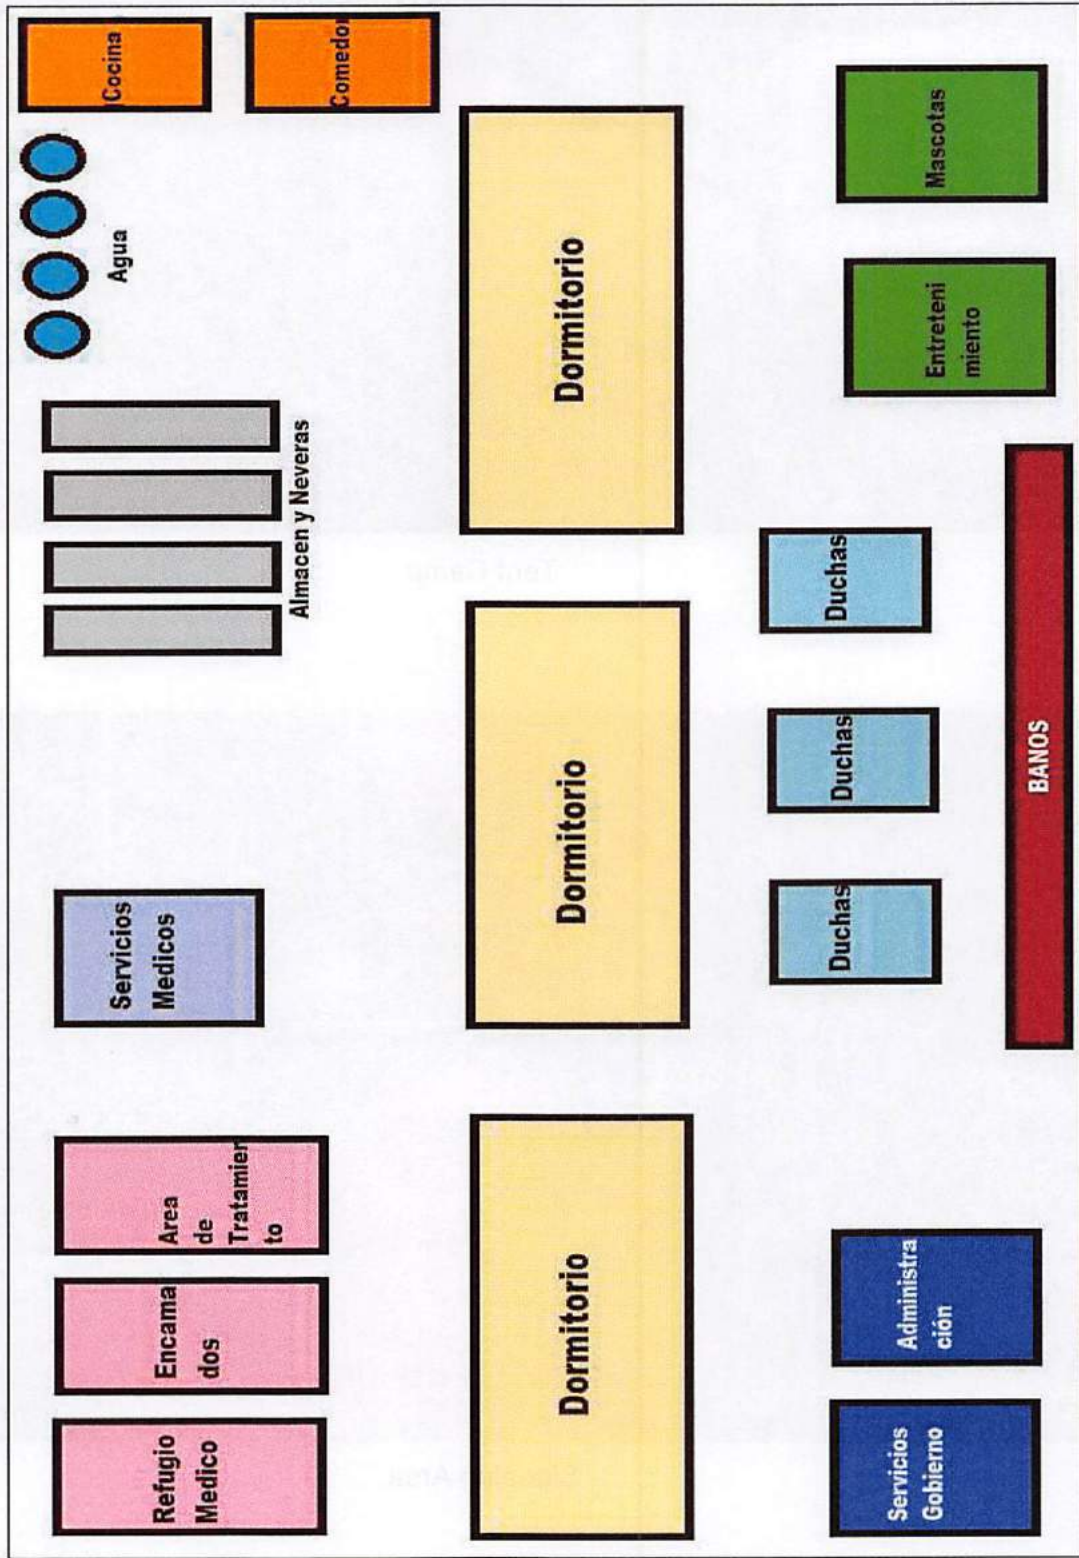 Refugio
Medico
Encama
dos
Area
de
Tratamien
to
Servicios
Medicos
Almacen y Neveras
Agua
Cocina
Comedor
Dormitorio
Dormitorio
Dormitorio
Duchas
Duchas
Duchas
Servicios
Gobierno
Administra
ción
Entreteni
miento
Mascotas
BANOS